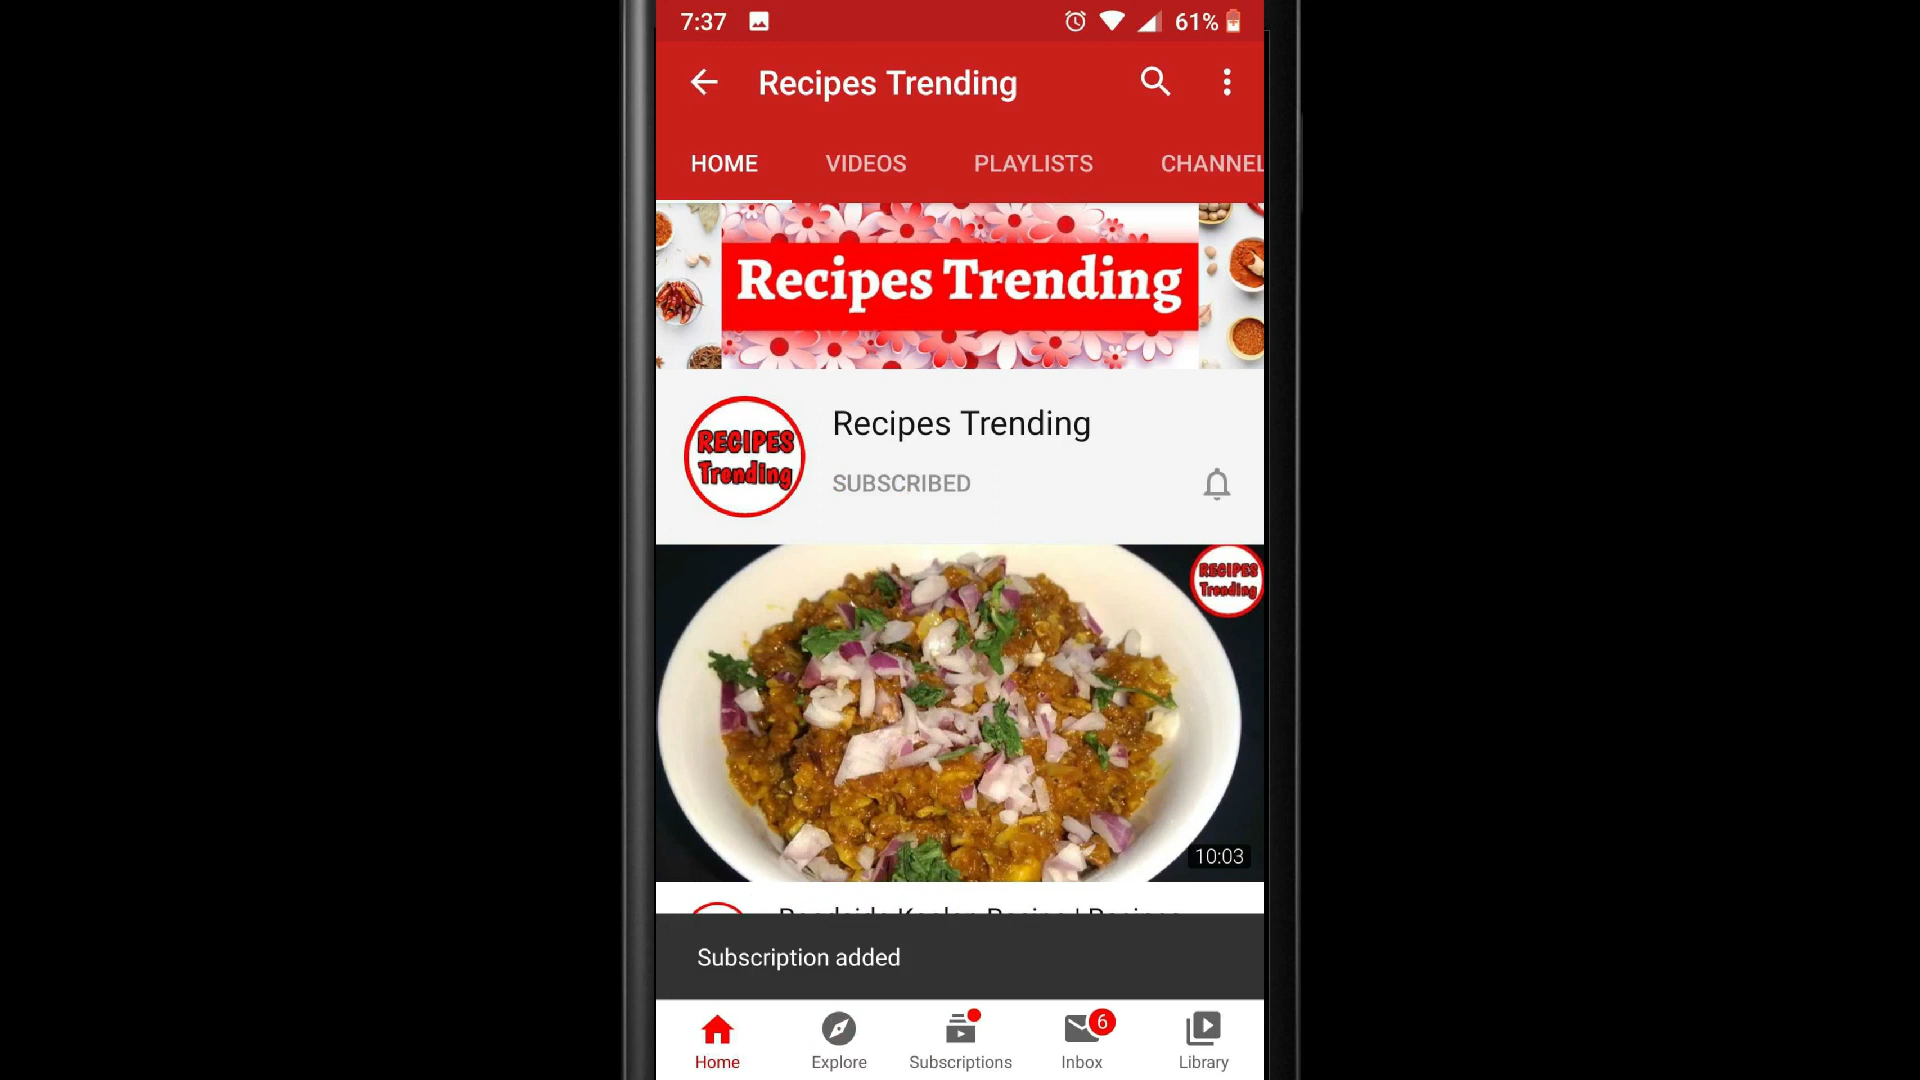 7:37
61%
Recipes Trending
HOME VIDEOS PLAYLISTS CHANNEL
Recipes Trending
RECIPES
Trending
Recipes Trending
SUBSCRIBED
RECIPES
Trending
10:03
Subscription added
Home Explore Subscriptions Inbox Library
6